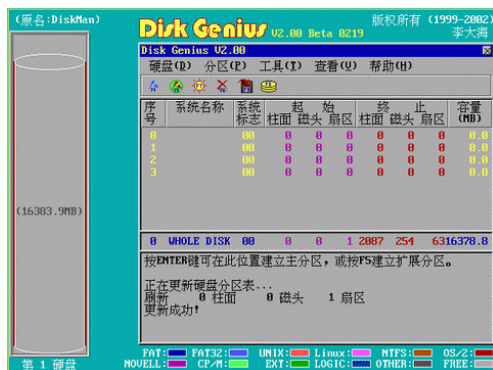 (原名:DiskMan)
Disk Genius V2.00 Beta 0219
版权所有 (1999-2002)
李大海
Disk Genius V2.00
硬盘(D) 分区(P) 工具(T) 查看(V) 帮助(H)
序号 系统名称 系统标志 起始 柱面 磁头 扇区 终止 柱面 磁头 扇区 容量(MB)
0 00 0 0 0 0 0 0 0.0
1 00 0 0 0 0 0 0 0.0
2 00 0 0 0 0 0 0 0.0
3 00 0 0 0 0 0 0 0.0
(16383.9MB)
0 WHOLE DISK 00 0 0 1 2087 254 6316378.8
按ENTER键可在此位置建立主分区，或按F5建立扩展分区。
正在更新硬盘分区表...
刷新 0 柱面 0 磁头 1 扇区
更新成功!
第 1 硬盘
FAT: FAT32: UNIX: Linux: NTFS: OS/2:
NOVELL: CP/M: EXT: LOGIC: OTHER: FREE: